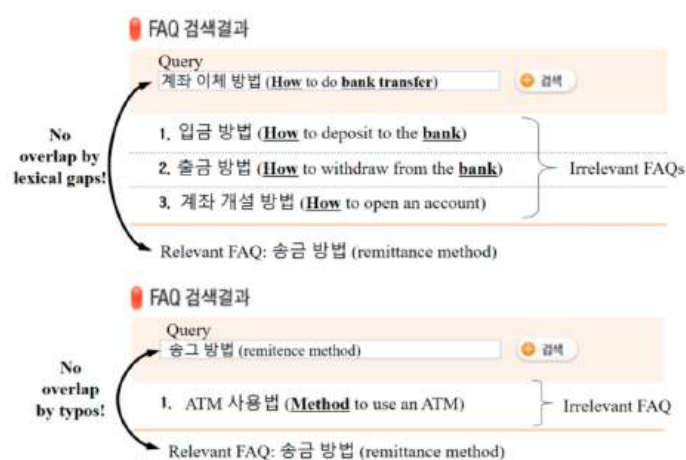 FAQ 검색결과
Query
계좌 이체 방법 (How to do bank transfer)
검색
No
overlap by
lexical gaps!
1. 입금 방법 (How to deposit to the bank)
2. 출금 방법 (How to withdraw from the bank)
3. 계좌 개설 방법 (How to open an account)
Irrelevant FAQs
Relevant FAQ: 송금 방법 (remittance method)
FAQ 검색결과
Query
송그 방법 (remitence method)
검색
No
overlap
by typos!
1. ATM 사용법 (Method to use an ATM)
Irrelevant FAQ
Relevant FAQ: 송금 방법 (remittance method)